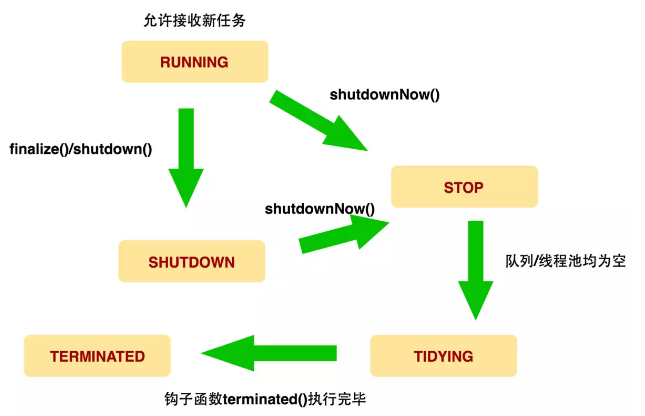 允许接收新任务
RUNNING
shutdownNow()
finalize()/shutdown()
STOP
shutdownNow()
SHUTDOWN
队列/线程池均为空
TERMINATED
TIDYING
钩子函数terminated()执行完毕